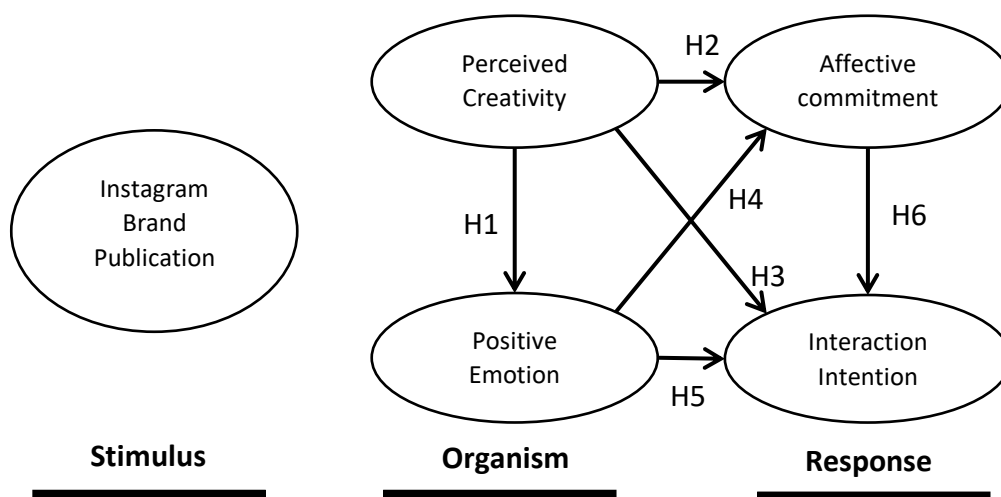 Instagram
Brand
Publication
Perceived
Creativity
H2
Affective
commitment
H1
H4
H3
H6
Positive
Emotion
H5
Interaction
Intention
Stimulus
Organism
Response